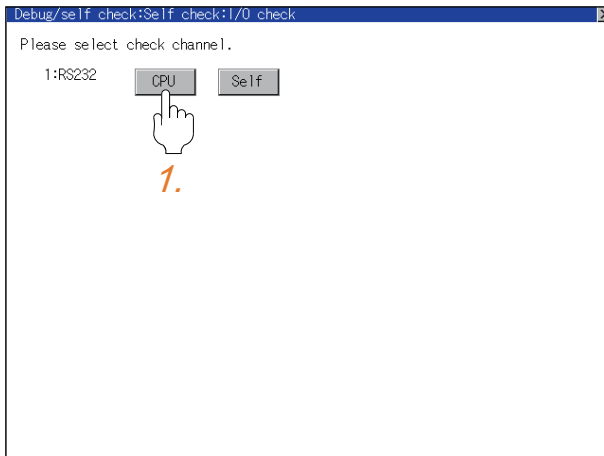 Debug/self check:Self check:I/O check
Please select check channel.
1:RS232 CPU Self
1.